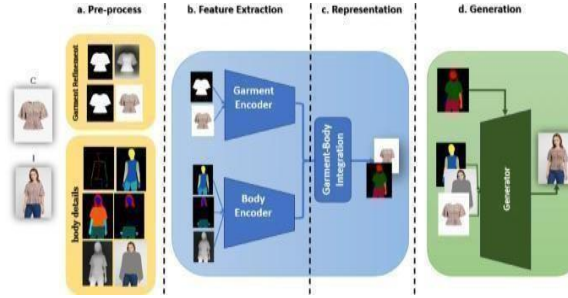 a. Pre-process
b. Feature Extraction
c. Representation
d. Generation
C
I
Garment Refinement
body details
Garment
Encoder
Body
Encoder
Garment-Body
Integration
Generator